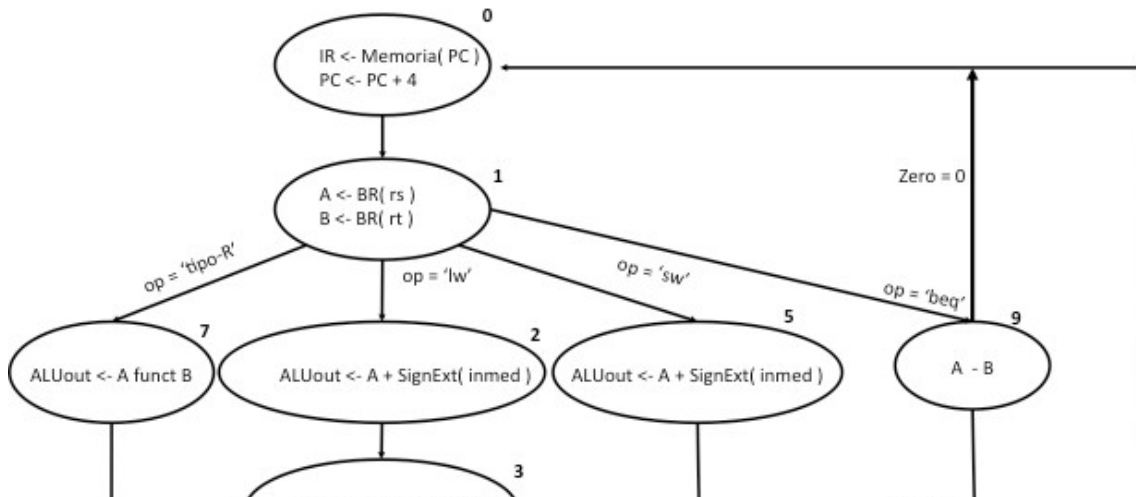 0
IR <- Memoria( PC )
PC <- PC + 4
1
A <- BR( rs )
B <- BR( rt )
Zero = 0
op = ‘tipo-R’
op = ‘lw’
op = ‘sw’
op = ‘beq’
7
ALUout <- A funct B
2
ALUout <- A + SignExt( inmed )
5
ALUout <- A + SignExt( inmed )
9
A - B
3